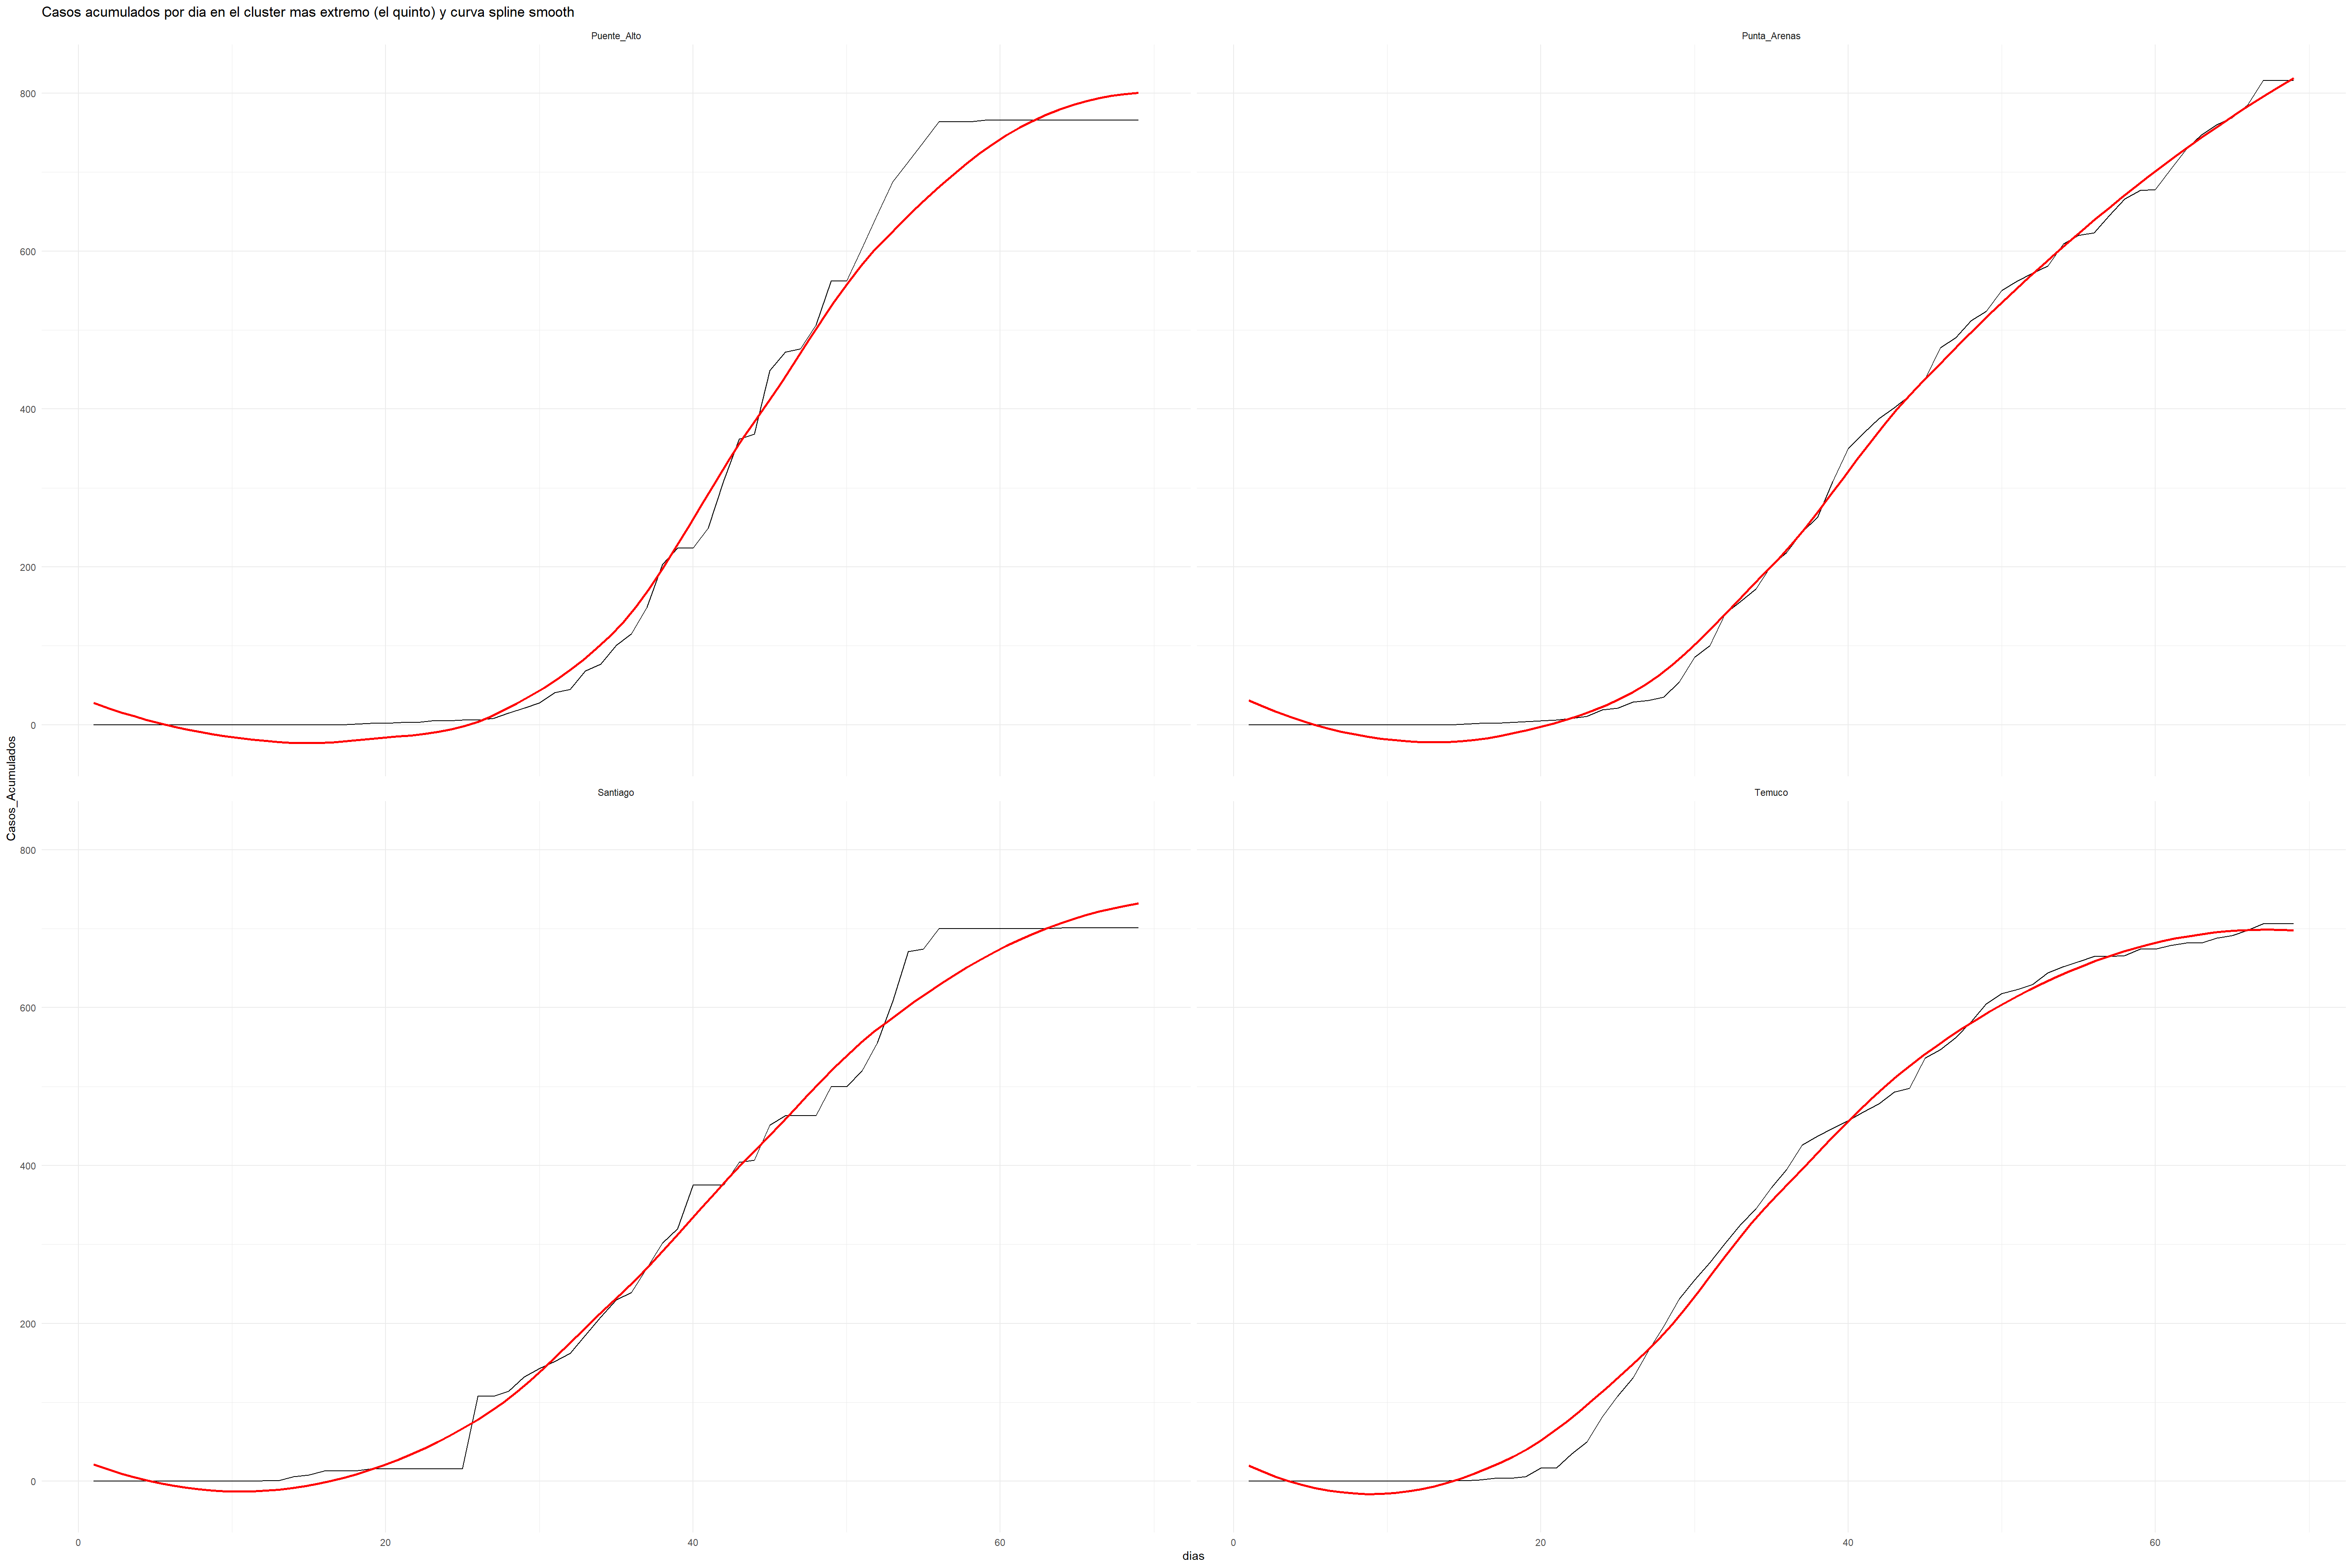 Casos acumulados por dia en el cluster mas extremo (el quinto) y curva spline smooth
Puente_Alto
Punta_Arenas
800
600
400
200
0
Santiago
Temuco
800
600
400
200
0
Casos_Acumulados
0
20
40
60
0
20
40
60
dias